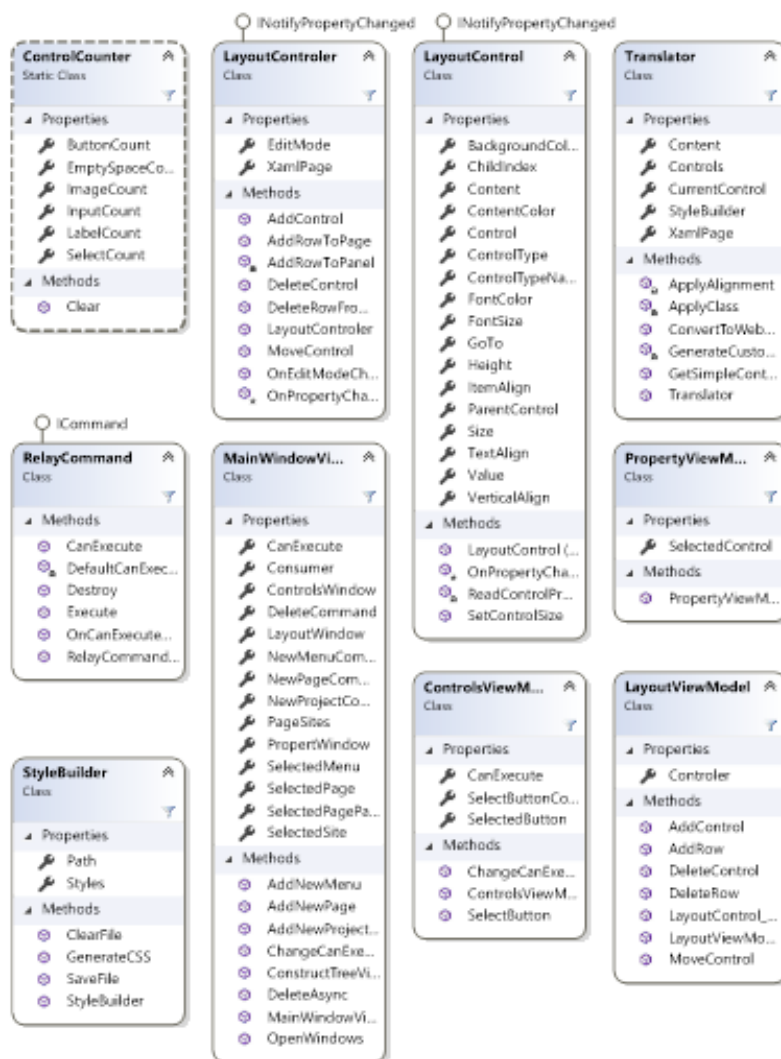 ControlCounter
Static Class
Properties
ButtonCount
EmptySpaceCo...
ImageCount
InputCount
LabelCount
SelectCount
Methods
Clear
INotifyPropertyChanged
LayoutControler
Class
Properties
EditMode
XamlPage
Methods
AddControl
AddRowToPage
AddRowToPanel
DeleteControl
DeleteRowFro...
LayoutControler
MoveControl
OnEditModeCh...
OnPropertyCha...
INotifyPropertyChanged
LayoutControl
Class
Properties
BackgroundCol...
ChildIndex
Content
ContentColor
Control
ControlType
ControlTypeNa...
FontColor
FontSize
GoTo
Height
ItemAlign
ParentControl
Size
TextAlign
Value
VerticalAlign
Methods
LayoutControl (...
OnPropertyCha...
ReadControlPr...
SetControlSize
Translator
Class
Properties
Content
Controls
CurrentControl
StyleBuilder
XamlPage
Methods
ApplyAlignment
ApplyClass
ConvertToWeb...
GenerateCusto...
GetSimpleCont...
Translator
ICommand
RelayCommand
Class
Methods
CanExecute
DefaultCanExec...
Destroy
Execute
OnCanExecute...
RelayCommand...
MainWindowVi...
Class
Properties
CanExecute
Consumer
ControlsWindow
DeleteCommand
LayoutWindow
NewMenuCom...
NewPageCom...
NewProjectCo...
PageSites
PropertWindow
SelectedMenu
SelectedPage
SelectedPagePa...
SelectedSite
Methods
AddNewMenu
AddNewPage
AddNewProject...
ChangeCanExe...
ConstructTreeVi...
DeleteAsync
MainWindowVi...
OpenWindows
PropertyViewM...
Class
Properties
SelectedControl
Methods
PropertyViewM...
StyleBuilder
Class
Properties
Path
Styles
Methods
ClearFile
GenerateCSS
SaveFile
StyleBuilder
ControlsViewM...
Class
Properties
CanExecute
SelectButtonCo...
SelectedButton
Methods
ChangeCanExe...
ControlsViewM...
SelectButton
LayoutViewModel
Class
Properties
Controler
Methods
AddControl
AddRow
DeleteControl
DeleteRow
LayoutControl_...
LayoutViewMo...
MoveControl